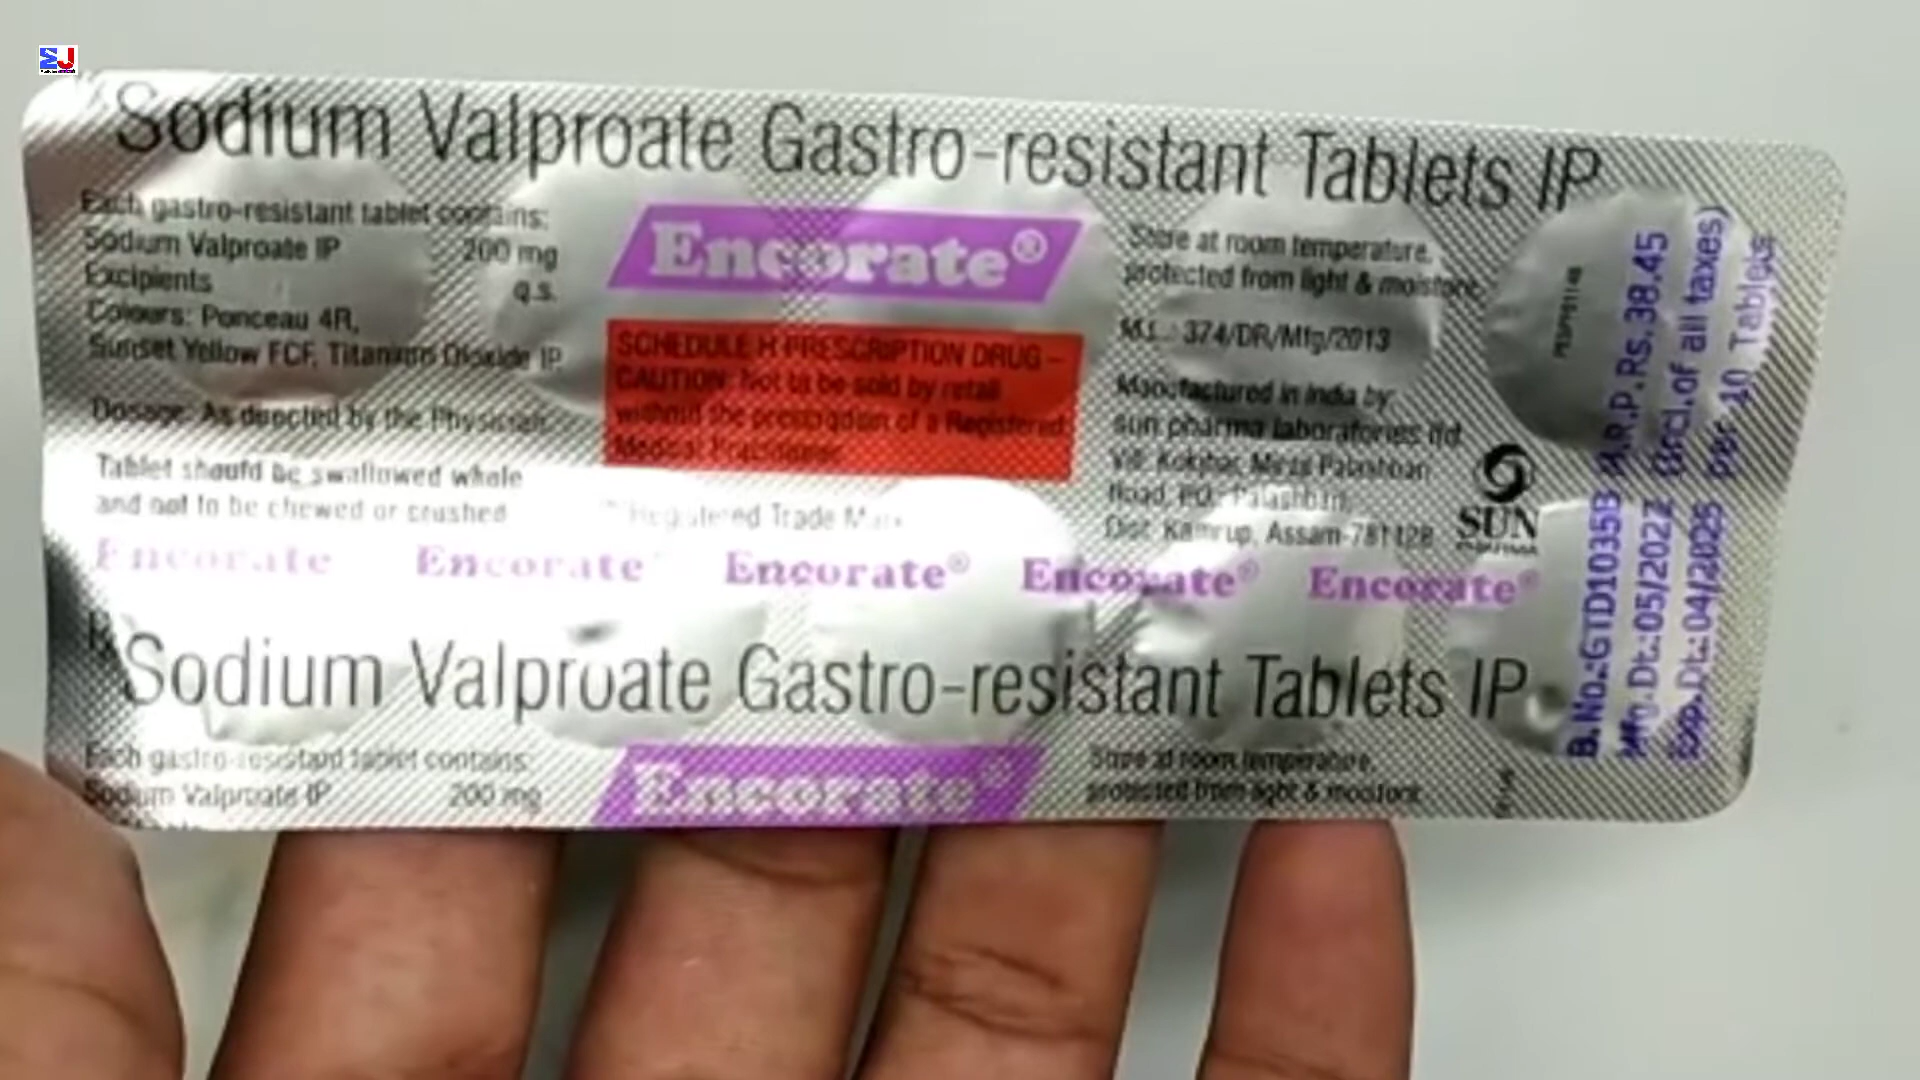 Sodium Valproate Gastro-resistant Tablets IP
Each gastro-resistant tablet contains:
Sodium Valproate IP 200 mg
Excipients q.s.
Colours: Ponceau 4R,
Sunset Yellow FCF, Titanium Dioxide IP
Dosage: As directed by the Physician
Tablet should be swallowed whole
and not to be chewed or crushed
Encorate®
SCHEDULE H PRESCRIPTION DRUG –
CAUTION: Not to be sold by retail
without the prescription of a Registered
Medical Practitioner
Registered Trade Mark
Store at room temperature,
protected from light & moisture
M.L.: 374/DR/Mfg/2013
Manufactured in India by:
sun pharma laboratories ltd.
Mirza Palashbari
Road, P.O.: Palashbari,
Dist. Kamrup, Assam-781128
SUN
PHARMA
Encorate Encorate Encorate® Encorate® Encorate®
Rx
Sodium Valproate Gastro-resistant Tablets IP
Each gastro-resistant tablet contains:
Sodium Valproate IP 200 mg
Encorate®
Store at room temperature,
protected from light & moisture
B.No.:GTD1035B M.R.P.Rs.38.45
Mfg.Dt.:05/2022 (Incl.of all taxes)
Exp.Dt.:04/2025 Per 10 Tablets